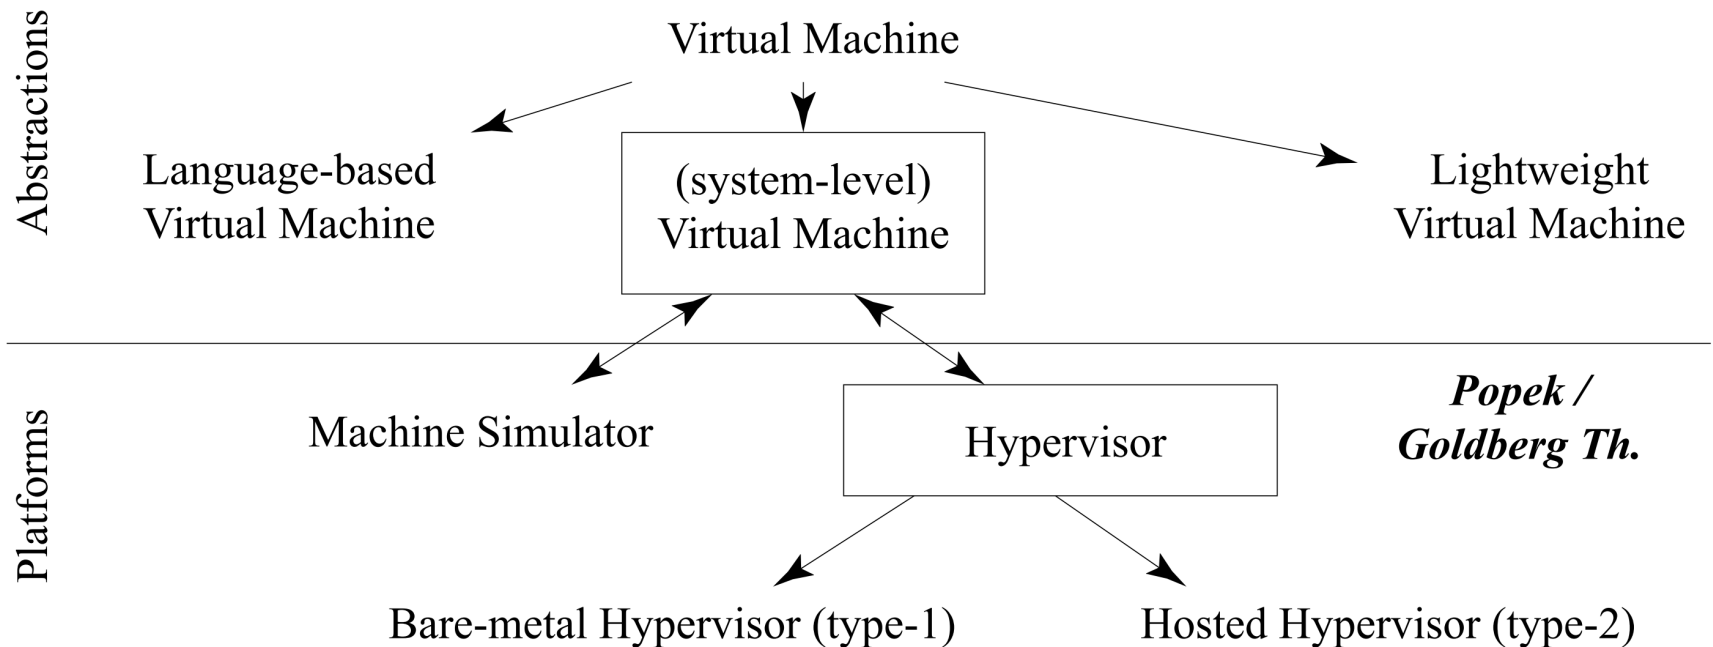 Abstractions
Virtual Machine
Language-based
Virtual Machine
(system-level)
Virtual Machine
Lightweight
Virtual Machine
Platforms
Machine Simulator
Hypervisor
Popek /
Goldberg Th.
Bare-metal Hypervisor (type-1)
Hosted Hypervisor (type-2)